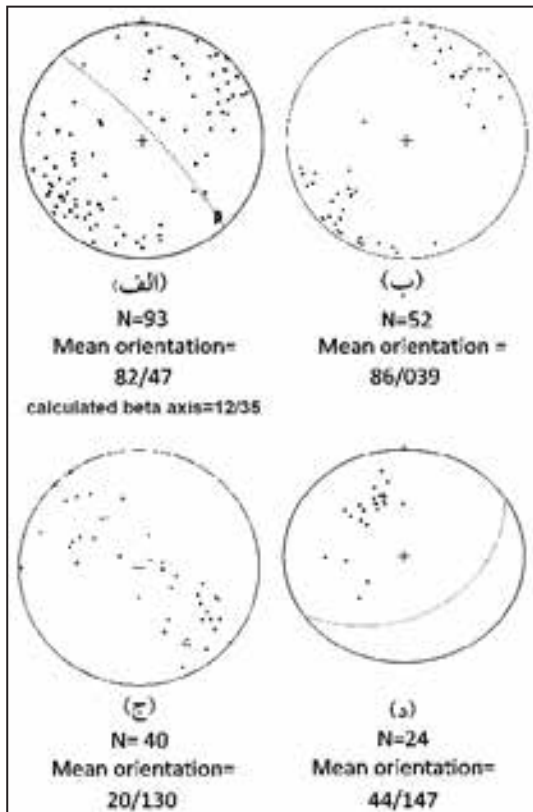 (الف)
N=93
Mean orientation=
82/47
calculated beta axis=12/35
(ب)
N=52
Mean orientation =
86/039
(ج)
N= 40
Mean orientation=
20/130
(د)
N=24
Mean orientation=
44/147